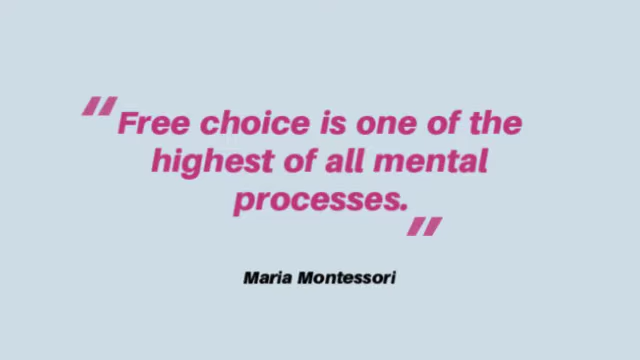 "Free choice is one of the
highest of all mental
processes."
Maria Montessori